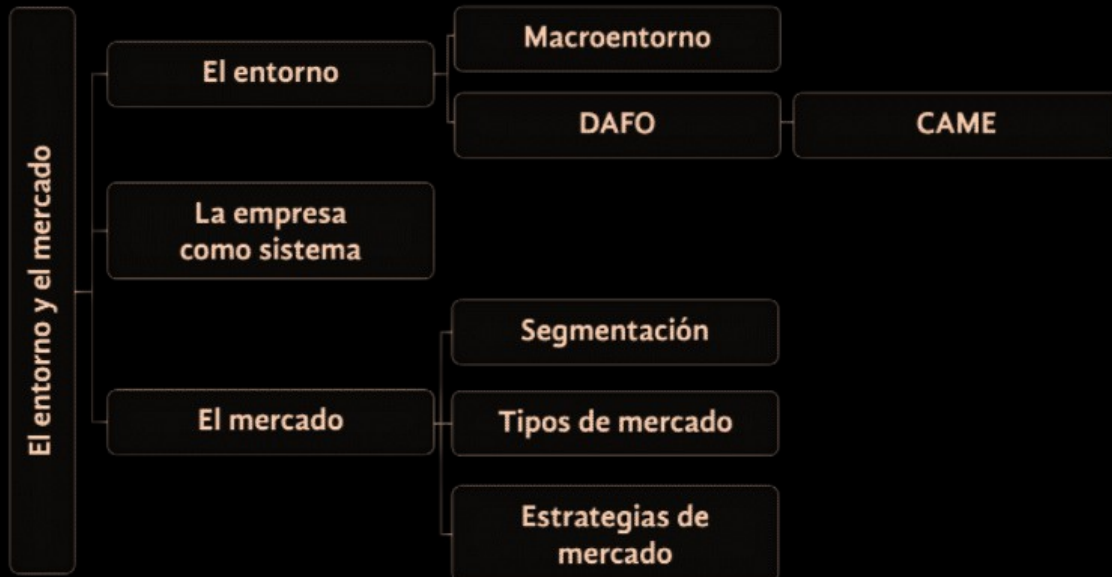 El entorno y el mercado
El entorno
Macroentorno
DAFO
CAME
La empresa
como sistema
El mercado
Segmentación
Tipos de mercado
Estrategias de
mercado